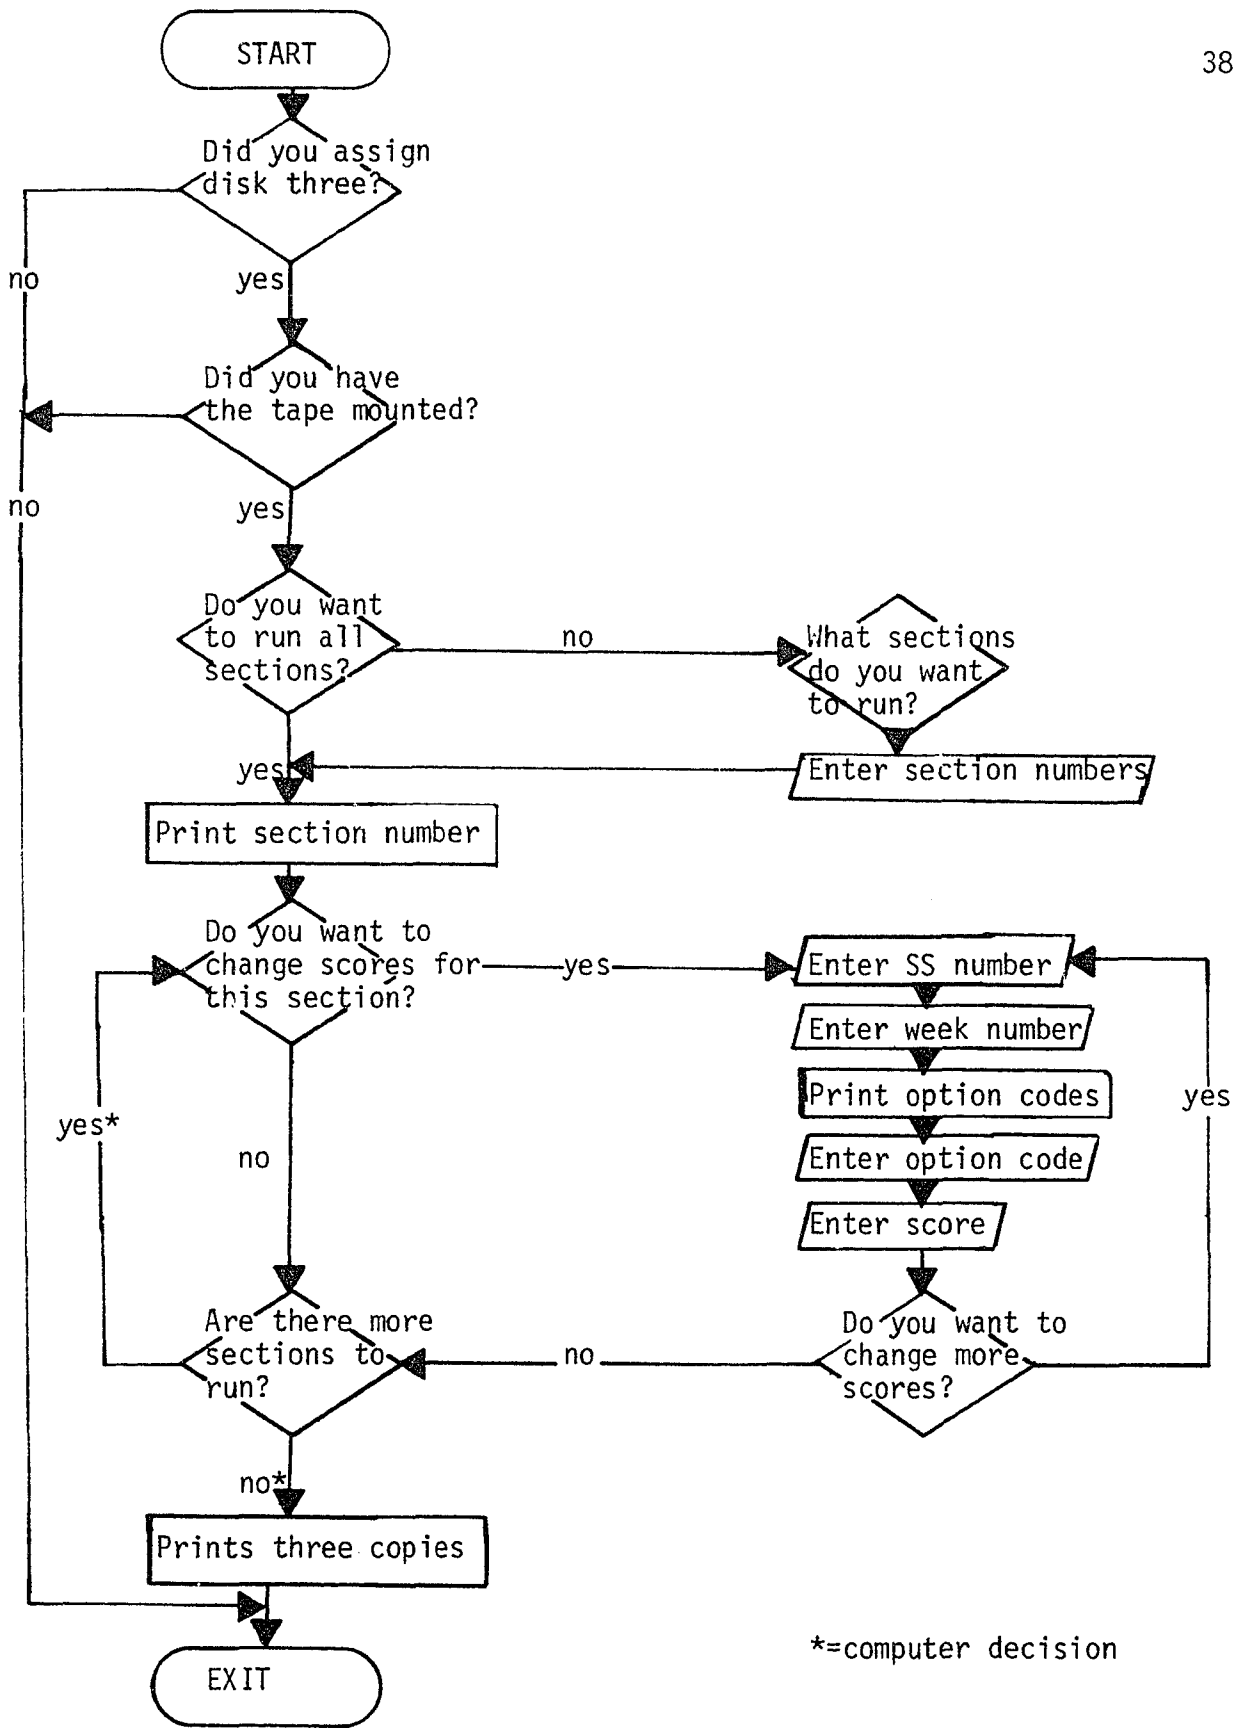 38
START
Did you assign
disk three?
no
yes
Did you have
the tape mounted?
no
yes
Do you want
to run all
sections?
no
What sections
do you want
to run?
yes
Enter section numbers
Print section number
Do you want to
change scores for
this section?
yes
Enter SS number
Enter week number
Print option codes
yes
yes*
no
Enter option code
Enter score
Are there more
sections to
run?
no
Do you want to
change more
scores?
no*
Prints three copies
*=computer decision
EXIT